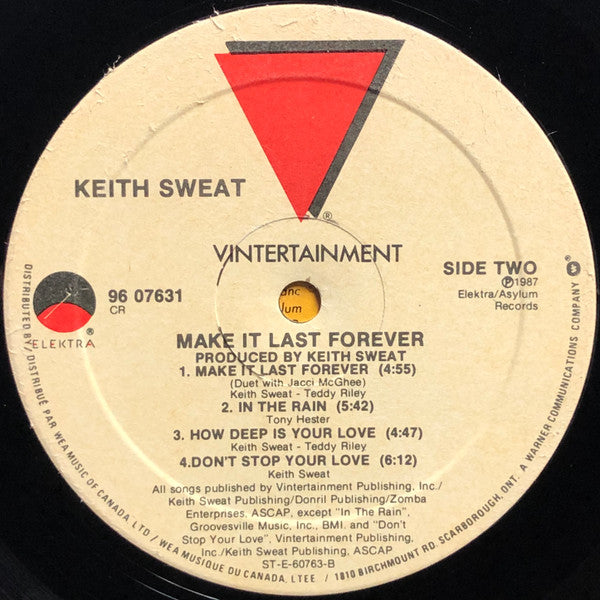 ®
KEITH SWEAT
VINTERTAINMENT
96 07631
CR
ELEKTRA®
SIDE TWO
℗1987
Elektra/Asylum
Records
lum
MAKE IT LAST FOREVER
PRODUCED BY KEITH SWEAT
1. MAKE IT LAST FOREVER (4:55)
(Duet with Jacci McGhee)
Keith Sweat - Teddy Riley
2. IN THE RAIN (5:42)
Tony Hester
3. HOW DEEP IS YOUR LOVE (4:47)
Keith Sweat - Teddy Riley
4.DON'T STOP YOUR LOVE (6:12)
Keith Sweat
All songs published by Vintertainment Publishing, Inc./
Keith Sweat Publishing/Donril Publishing/Zomba
Enterprises, ASCAP, except "In The Rain",
Groovesville Music, Inc., BMI. and "Don't
Stop Your Love", Vintertainment Publishing,
Inc./Keith Sweat Publishing, ASCAP
ST-E-60763-B
DISTRIBUTED BY/DISTRIBUÉ PAR WEA MUSIC OF CANADA, LTD / WEA MUSIQUE DU CANADA, LTEE / 1810 BIRCHMOUNT RD. SCARBOROUGH, ONT. A WARNER COMMUNICATIONS COMPANY